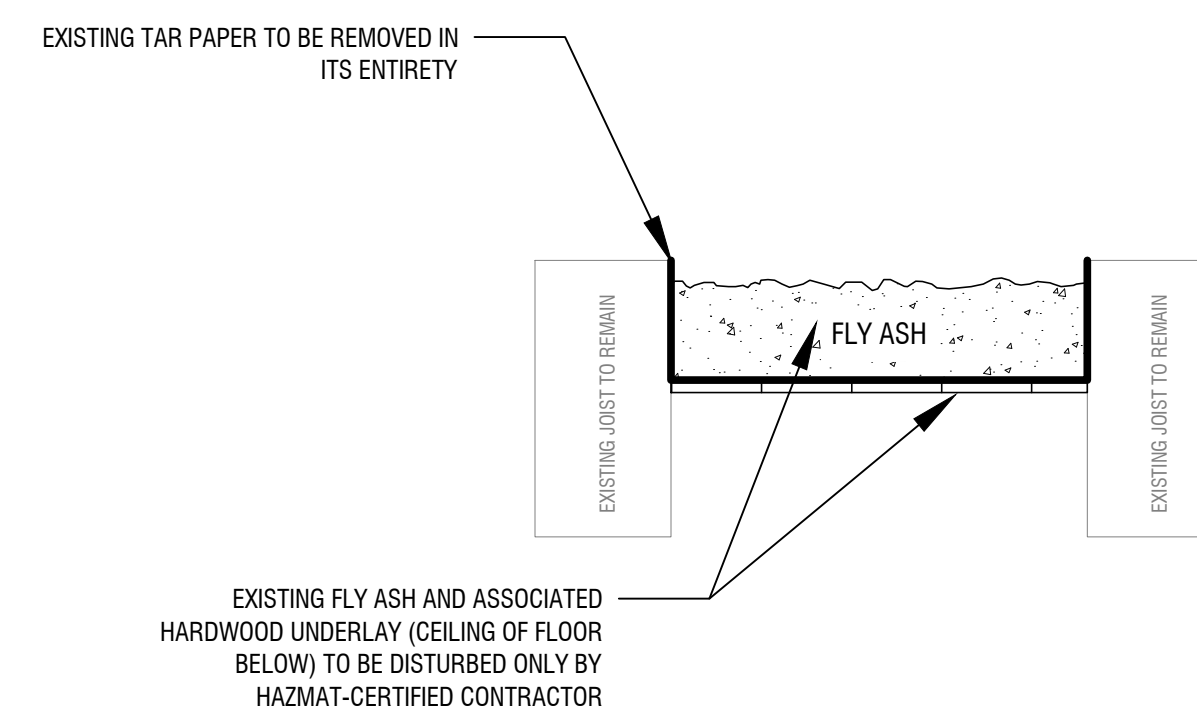 EXISTING TAR PAPER TO BE REMOVED IN
ITS ENTIRETY
EXISTING JOIST TO REMAIN
FLY ASH
EXISTING JOIST TO REMAIN
EXISTING FLY ASH AND ASSOCIATED
HARDWOOD UNDERLAY (CEILING OF FLOOR
BELOW) TO BE DISTURBED ONLY BY
HAZMAT-CERTIFIED CONTRACTOR